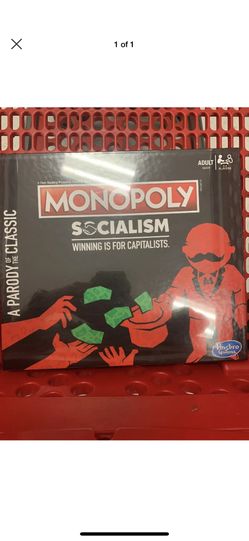 1 of 1
ADULT
MONOPOLY
SOCIALISM
WINNING IS FOR CAPITALISTS.
A PARODY OF THE CLASSIC
Hasbro
Gaming